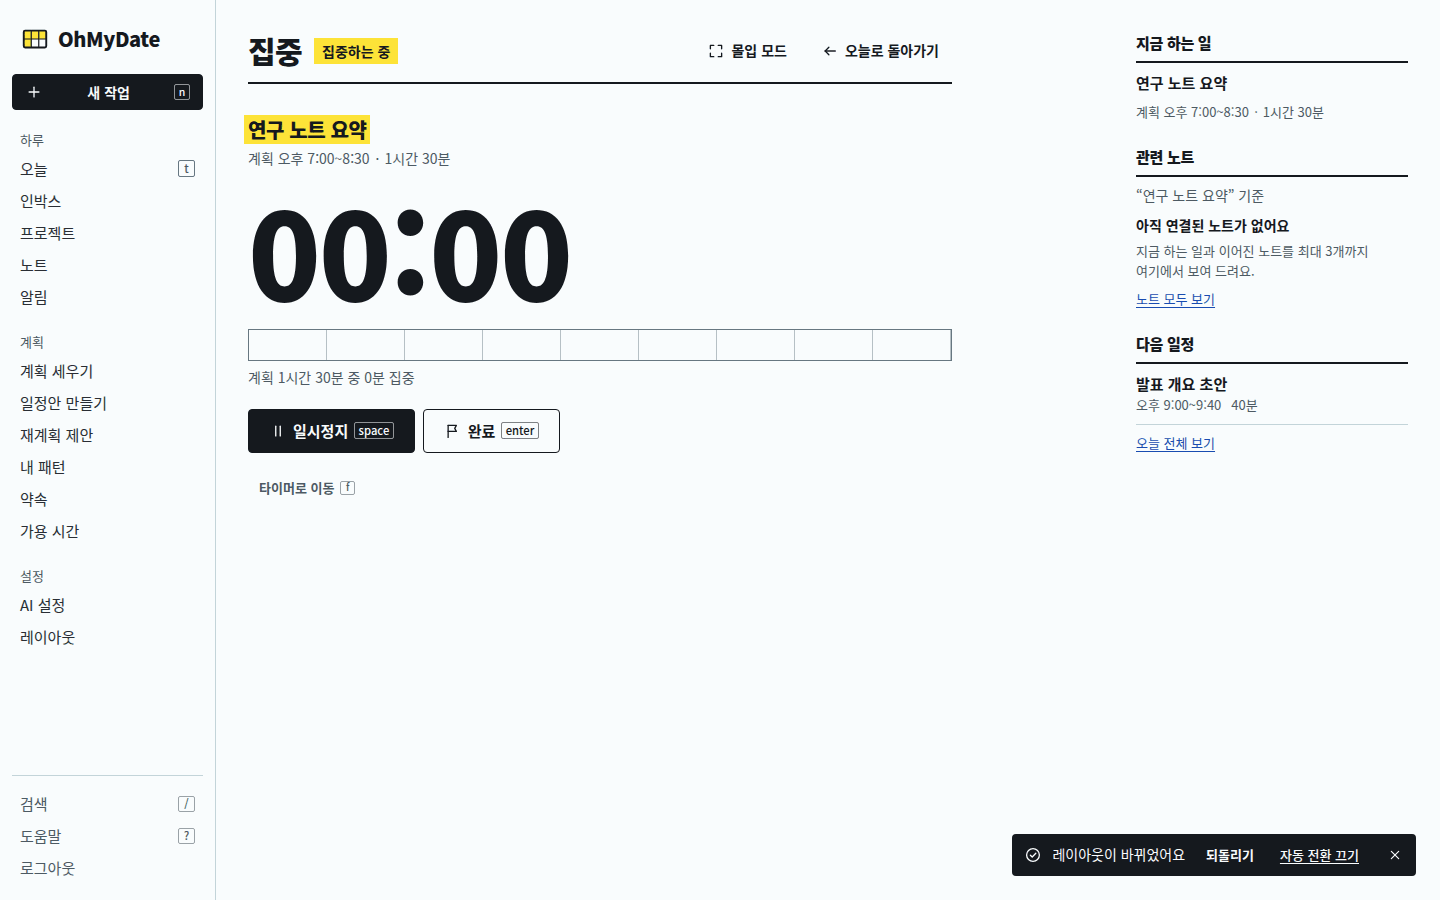 OhMyDate
새 작업 n
하루
오늘 t
인박스
프로젝트
노트
알림
계획
계획 세우기
일정안 만들기
재계획 제안
내 패턴
약속
가용 시간
설정
AI 설정
레이아웃
검색 /
도움말 ?
로그아웃
집중 집중하는 중
몰입 모드
오늘로 돌아가기
연구 노트 요약
계획 오후 7:00~8:30 · 1시간 30분
00:00
계획 1시간 30분 중 0분 집중
일시정지 space
완료 enter
타이머로 이동 f
지금 하는 일
연구 노트 요약
계획 오후 7:00~8:30 · 1시간 30분
관련 노트
“연구 노트 요약” 기준
아직 연결된 노트가 없어요
지금 하는 일과 이어진 노트를 최대 3개까지
여기에서 보여 드려요.
노트 모두 보기
다음 일정
발표 개요 초안
오후 9:00~9:40 40분
오늘 전체 보기
레이아웃이 바뀌었어요 되돌리기 자동 전환 끄기